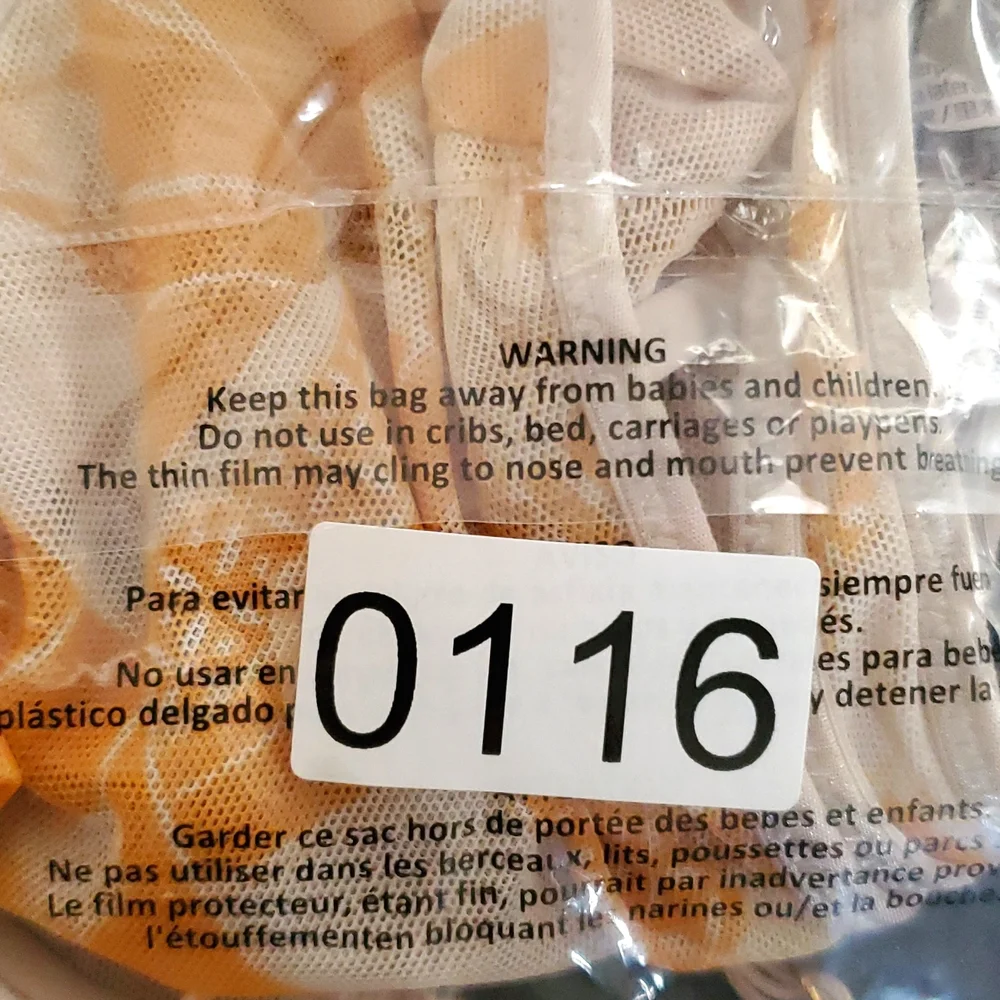 WARNING
Keep this bag away from babies and children.
Do not use in cribs, bed, carriages or playpens.
The thin film may cling to nose and mouth prevent breathing
Para evitar siempre fuera
és.
No usar en es para beb
plástico delgado y detener la
0116
Garder ce sac hors de portée des bebes et enfants.
Ne pas utiliser dans les berceaux, lits, poussettes ou parcs
Le film protecteur, étant fin, pourrait par inadvertance prov
l'étouffementen bloquant les narines ou/et la bouche